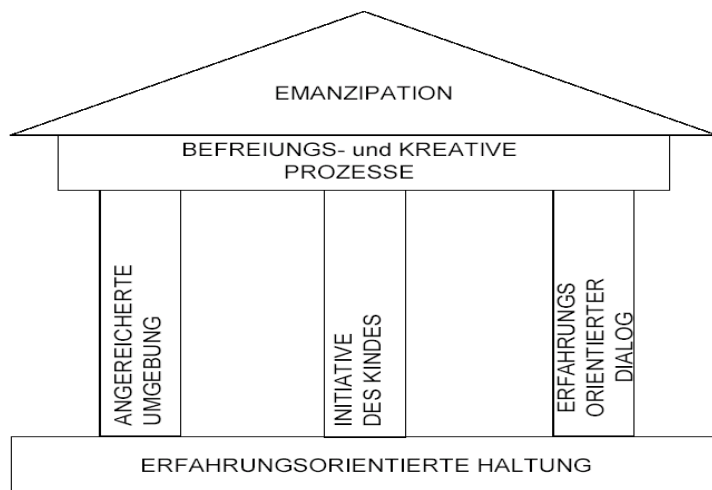 EMANZIPATION
BEFREIUNGS- und KREATIVE
PROZESSE
ANGEREICHERTE
UMGEBUNG
INITIATIVE
DES KINDES
ERFAHRUNGS
ORIENTIERTER
DIALOG
ERFAHRUNGSORIENTIERTE HALTUNG